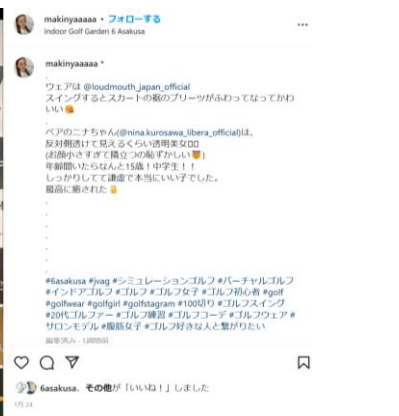 makinyaaaaa • フォローする
Indoor Golf Garden 6 Asakusa
makinyaaaaa
.
ウェアは @loudmouth_japan_official
スイングするとスカートの裾のプリーツがふわってなってかわ
いい
.
ペアのニナちゃん(@nina.kurosawa_libera_official)は、
反対側透けて見えるくらい透明美女
(お顔小さすぎて隣立つの恥ずかしい)
年齢聞いたらなんと15歳！中学生！！
しっかりしてて謙虚で本当にいい子でした。
最高に癒された
.
.
.
.
.
.
#6asakusa #jvag #シミュレーションゴルフ #バーチャルゴルフ
#インドアゴルフ #ゴルフ #ゴルフ女子 #ゴルフ初心者 #golf
#golfwear #golfgirl #golfstagram #100切り #ゴルフスイング
#20代ゴルファー #ゴルフ練習 #ゴルフコーデ #ゴルフウェア #
サロンモデル #腹筋女子 #ゴルフ好きな人と繋がりたい
編集済み・1週間前
6asakusa、その他が「いいね！」しました
1月 24